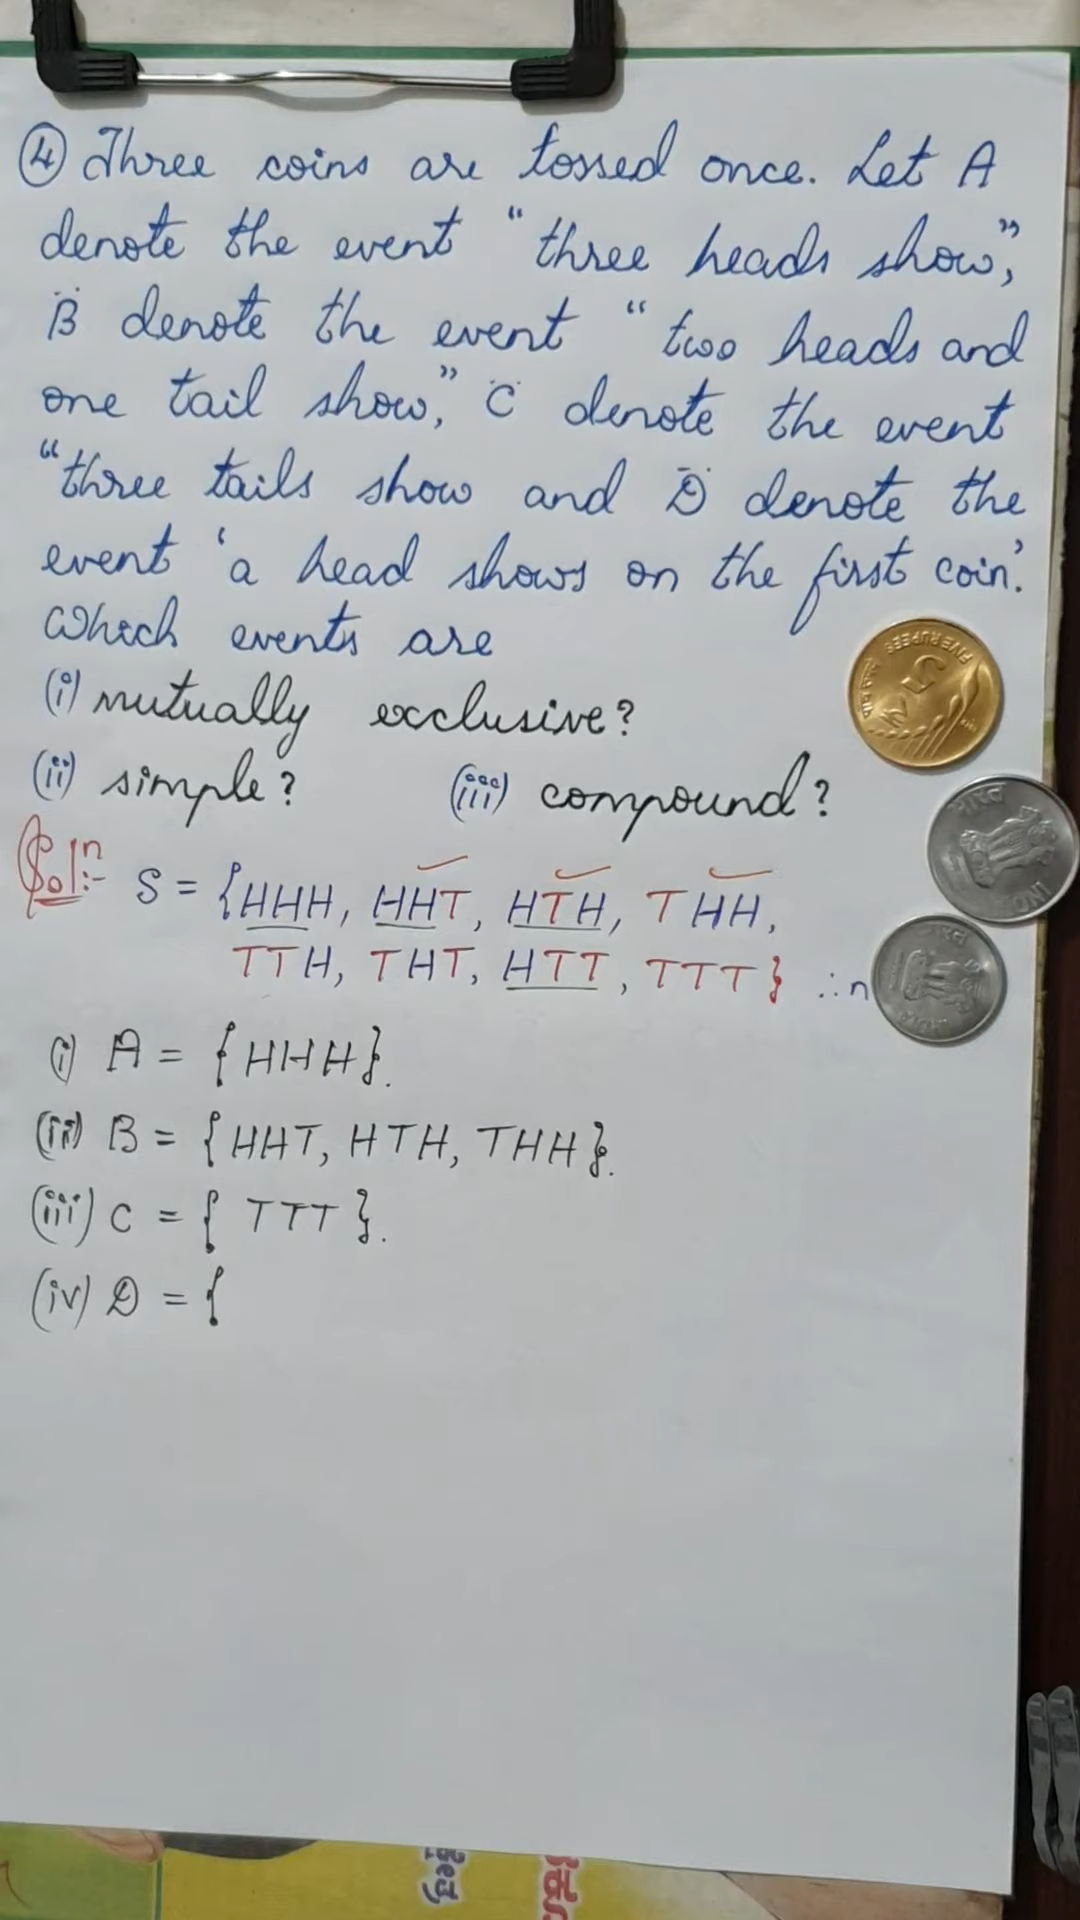 ④ Three coins are tossed once. Let A
denote the event "three heads show,"
B denote the event "two heads and
one tail show," C denote the event
"three tails show and D denote the
event 'a head shows on the first coin.'
Which events are
(i) mutually exclusive?
(ii) simple? (iii) compound?
Soln:- S = {HHH, HHT, HTH, THH,
TTH, THT, HTT, TTT} ∴ n
(i) A = {HHH}.
(ii) B = {HHT, HTH, THH}.
(iii) C = { TTT }.
(iv) D = {
FIVE RUPEES
5